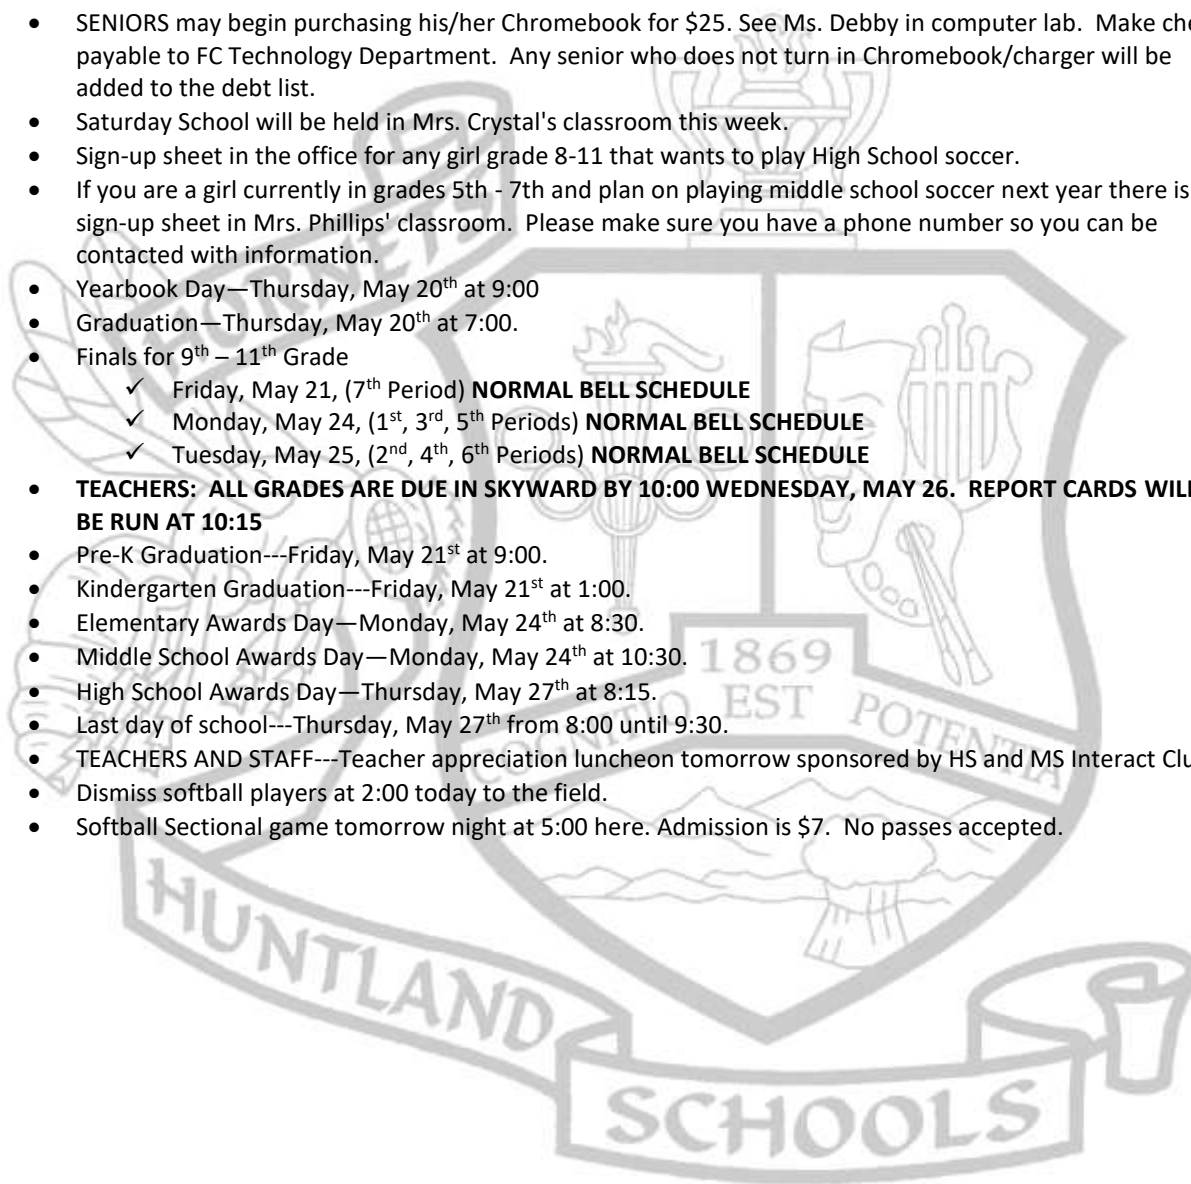 • SENIORS may begin purchasing his/her Chromebook for $25. See Ms. Debby in computer lab.  Make che
payable to FC Technology Department.  Any senior who does not turn in Chromebook/charger will be
added to the debt list.
• Saturday School will be held in Mrs. Crystal's classroom this week.
• Sign-up sheet in the office for any girl grade 8-11 that wants to play High School soccer.
• If you are a girl currently in grades 5th - 7th and plan on playing middle school soccer next year there is
sign-up sheet in Mrs. Phillips' classroom.  Please make sure you have a phone number so you can be
contacted with information.
• Yearbook Day—Thursday, May 20th at 9:00
• Graduation—Thursday, May 20th at 7:00.
• Finals for 9th – 11th Grade
✓ Friday, May 21, (7th Period) NORMAL BELL SCHEDULE
✓ Monday, May 24, (1st, 3rd, 5th Periods) NORMAL BELL SCHEDULE
✓ Tuesday, May 25, (2nd, 4th, 6th Periods) NORMAL BELL SCHEDULE
• TEACHERS:  ALL GRADES ARE DUE IN SKYWARD BY 10:00 WEDNESDAY, MAY 26.  REPORT CARDS WILL
BE RUN AT 10:15
• Pre-K Graduation---Friday, May 21st at 9:00.
• Kindergarten Graduation---Friday, May 21st at 1:00.
• Elementary Awards Day—Monday, May 24th at 8:30.
• Middle School Awards Day—Monday, May 24th at 10:30.
• High School Awards Day—Thursday, May 27th at 8:15.
• Last day of school---Thursday, May 27th from 8:00 until 9:30.
• TEACHERS AND STAFF---Teacher appreciation luncheon tomorrow sponsored by HS and MS Interact Clu
• Dismiss softball players at 2:00 today to the field.
• Softball Sectional game tomorrow night at 5:00 here. Admission is $7.  No passes accepted.
HORNETS
1869
COGNITIO EST POTENTIA
HUNTLAND
SCHOOLS